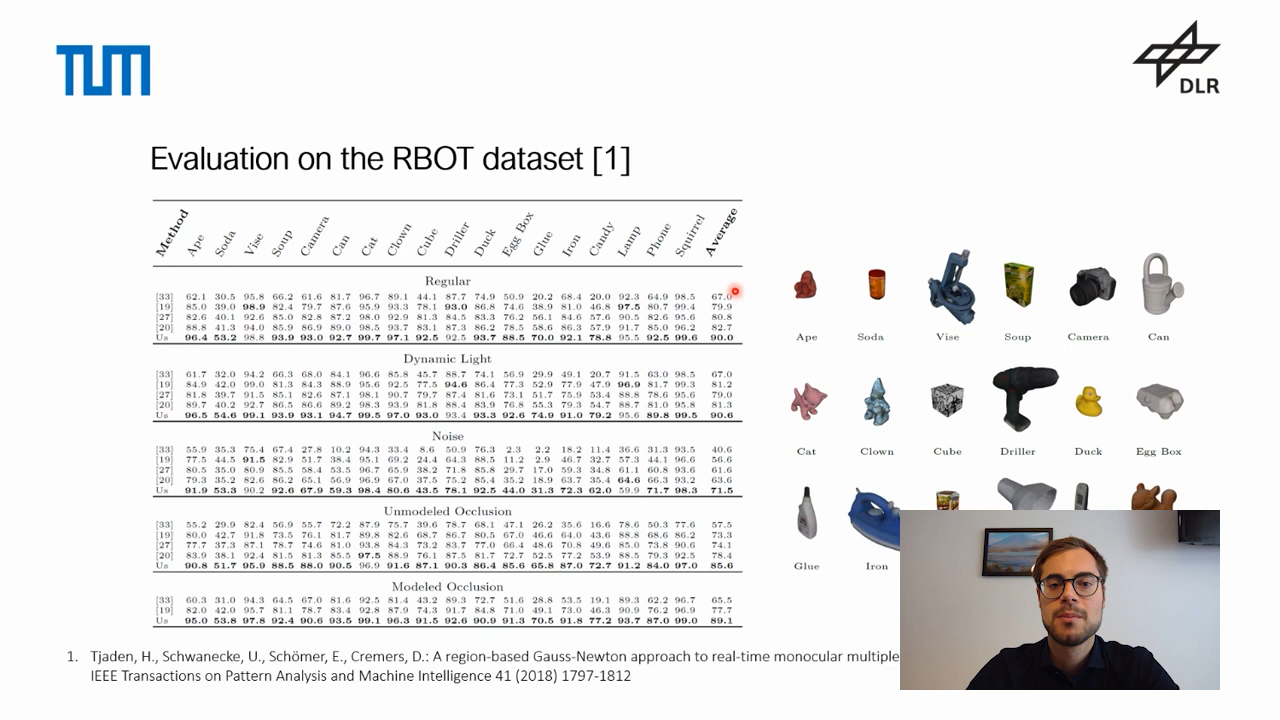 TUM
DLR
Evaluation on the RBOT dataset [1]
Method Ape Soda Vise Soup Camera Can Cat Clown Cube Driller Duck Egg Box Glue Iron Candy Lamp Phone Squirrel Average
Regular
[33] 62.1 30.5 95.8 66.2 61.6 81.7 96.7 89.1 44.1 87.7 74.9 50.9 20.2 68.4 20.0 92.3 64.9 98.5 67.0
[19] 85.0 39.0 98.9 82.4 79.7 87.6 95.9 93.3 78.1 93.0 86.8 74.6 38.9 81.0 46.8 97.5 80.7 99.4 79.9
[27] 82.6 40.1 92.6 85.0 82.8 87.2 98.0 92.9 81.3 84.5 83.3 76.2 56.1 84.6 57.6 90.5 82.6 95.6 80.8
[20] 88.8 41.3 94.0 85.9 86.9 89.0 98.5 93.7 83.1 87.3 86.2 78.5 58.6 86.3 57.9 91.7 85.0 96.2 82.7
Us 96.4 53.2 98.8 93.9 93.0 92.7 99.7 97.1 92.5 92.5 93.7 88.5 70.0 92.1 78.8 95.5 92.5 99.6 90.0
Dynamic Light
[33] 61.7 32.0 94.2 66.3 68.0 84.1 96.6 85.8 45.7 88.7 74.1 56.9 29.9 49.1 20.7 91.5 63.0 98.5 67.0
[19] 84.9 42.0 99.0 81.3 84.3 88.9 95.6 92.5 77.5 94.6 86.4 77.3 52.9 77.9 47.9 96.9 81.7 99.3 81.2
[27] 81.8 39.7 91.5 85.1 82.6 87.1 98.1 90.7 79.7 87.4 81.6 73.1 51.7 75.9 53.4 88.8 78.6 95.6 79.0
[20] 89.7 40.2 92.7 86.5 86.6 89.2 98.3 93.9 81.8 88.4 83.9 76.8 55.3 79.3 54.7 88.7 81.0 95.8 81.3
Us 96.5 54.6 99.1 93.9 93.1 94.7 99.5 97.0 93.0 93.4 93.3 92.6 74.9 91.0 79.2 95.6 89.8 99.5 90.6
Noise
[33] 55.9 35.3 75.4 67.4 27.8 10.2 94.3 33.4 8.6 50.9 76.3 2.3 2.2 18.2 11.4 36.6 31.3 93.5 40.6
[19] 77.5 44.5 91.5 82.9 51.7 38.4 95.1 69.2 24.4 64.3 88.5 11.2 2.9 46.7 32.7 57.3 44.1 96.6 56.6
[27] 80.5 35.0 80.9 85.5 58.4 53.5 96.7 65.9 38.2 71.8 85.8 29.7 17.0 59.3 34.8 61.1 60.8 93.6 61.6
[20] 79.3 35.2 82.6 86.2 65.1 56.9 96.9 67.0 37.5 75.2 85.4 35.2 18.9 63.7 35.4 64.6 66.3 93.2 63.6
Us 91.9 53.3 90.2 92.6 67.9 59.3 98.4 80.6 43.5 78.1 92.5 44.0 31.3 72.3 62.0 59.9 71.7 98.3 71.5
Unmodeled Occlusion
[33] 55.2 29.9 82.4 56.9 55.7 72.2 87.9 75.7 39.6 78.7 68.1 47.1 26.2 35.6 16.6 78.6 50.3 77.6 57.5
[19] 80.0 42.7 91.8 73.5 76.1 81.7 89.8 82.6 68.7 86.7 80.5 67.0 46.6 64.0 43.6 88.8 68.6 86.2 73.3
[27] 77.7 37.3 87.1 78.7 74.6 81.0 93.8 84.3 73.2 83.7 77.0 66.4 48.6 70.8 49.6 85.0 73.8 90.6 74.1
[20] 83.9 38.1 92.4 81.5 81.3 85.5 97.5 88.9 76.1 87.5 81.7 72.7 52.5 77.2 53.9 88.5 79.3 92.5 78.4
Us 90.8 51.7 95.9 88.5 88.0 90.5 96.9 91.6 87.1 90.3 86.4 85.6 65.8 87.0 72.7 91.2 84.0 97.0 85.6
Modeled Occlusion
[33] 60.3 31.0 94.3 64.5 67.0 81.6 92.5 81.4 43.2 89.3 72.7 51.6 28.8 53.5 19.1 89.3 62.2 96.7 65.5
[19] 82.0 42.0 95.7 81.1 78.7 83.4 92.8 87.9 74.3 91.7 84.8 71.0 49.1 73.0 46.3 90.9 76.2 96.9 77.7
Us 95.0 53.8 97.8 92.4 90.6 93.5 99.1 96.3 91.5 92.6 90.9 91.3 70.5 91.8 77.2 93.7 87.0 99.0 89.1
Ape Soda Vise Soup Camera Can
Cat Clown Cube Driller Duck Egg Box
Glue Iron
1. Tjaden, H., Schwanecke, U., Schömer, E., Cremers, D.: A region-based Gauss-Newton approach to real-time monocular multiple
IEEE Transactions on Pattern Analysis and Machine Intelligence 41 (2018) 1797-1812